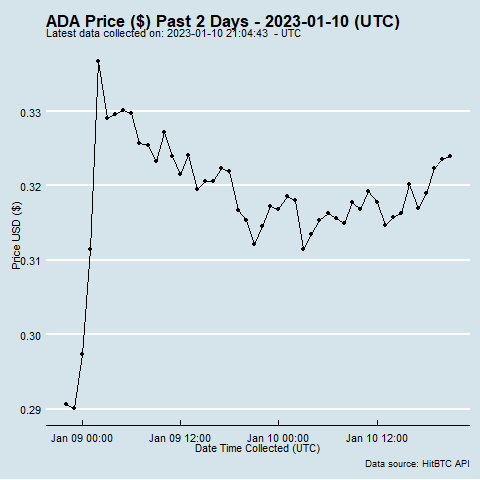 ADA Price ($) Past 2 Days - 2023-01-10 (UTC)
Latest data collected on: 2023-01-10 21:04:43 - UTC
Price USD ($)
0.33
0.32
0.31
0.30
0.29
Jan 09 00:00 Jan 09 12:00 Jan 10 00:00 Jan 10 12:00
Date Time Collected (UTC)
Data source: HitBTC API